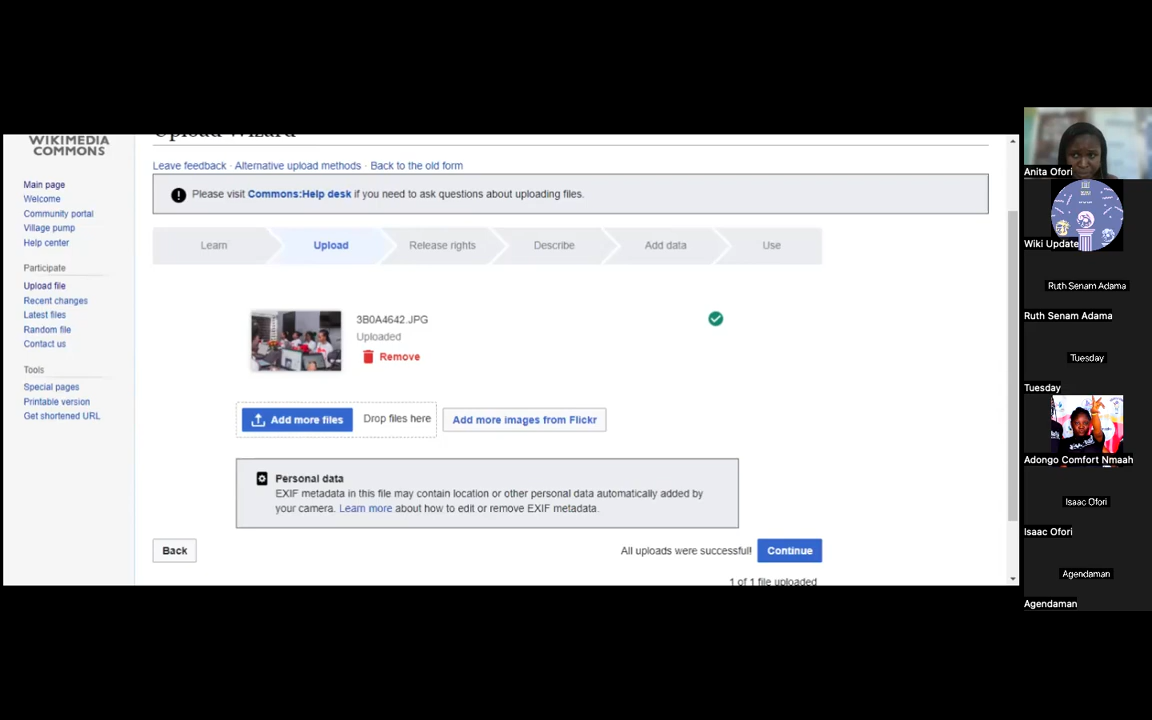 Upload Wizard
WIKIMEDIA
COMMONS
Main page
Welcome
Community portal
Village pump
Help center
Participate
Upload file
Recent changes
Latest files
Random file
Contact us
Tools
Special pages
Printable version
Get shortened URL
Leave feedback · Alternative upload methods · Back to the old form
Please visit Commons:Help desk if you need to ask questions about uploading files.
Learn
Upload
Release rights
Describe
Add data
Use
3B0A4642.JPG
Uploaded
Remove
Add more files
Drop files here
Add more images from Flickr
Personal data
EXIF metadata in this file may contain location or other personal data automatically added by
your camera. Learn more about how to edit or remove EXIF metadata.
Back
All uploads were successful!
Continue
1 of 1 file uploaded
Anita Ofori
Wiki Update
Ruth Senam Adama
Ruth Senam Adama
Tuesday
Tuesday
Adongo Comfort Nmaah
Isaac Ofori
Isaac Ofori
Agendaman
Agendaman